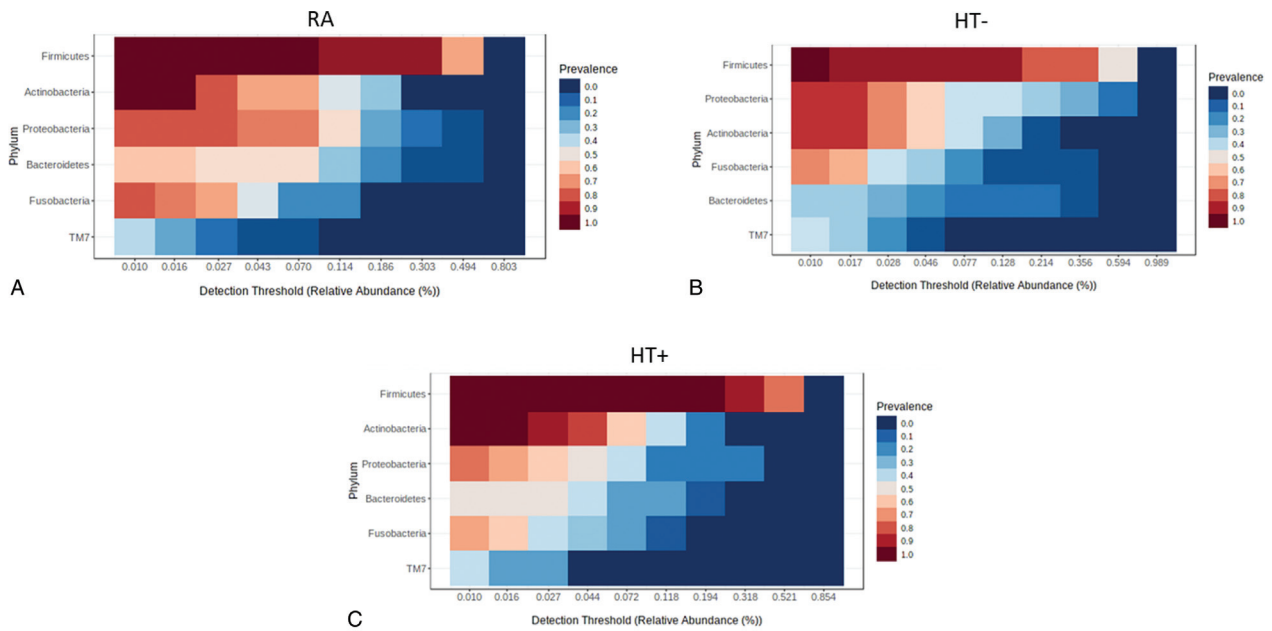 RA
Phylum
Firmicutes
Actinobacteria
Proteobacteria
Bacteroidetes
Fusobacteria
TM7
0.010 0.016 0.027 0.043 0.070 0.114 0.186 0.303 0.494 0.803
Detection Threshold (Relative Abundance (%))
Prevalence
0.0
0.1
0.2
0.3
0.4
0.5
0.6
0.7
0.8
0.9
1.0
A
HT-
Phylum
Firmicutes
Proteobacteria
Actinobacteria
Fusobacteria
Bacteroidetes
TM7
0.010 0.017 0.028 0.046 0.077 0.128 0.214 0.356 0.594 0.989
Detection Threshold (Relative Abundance (%))
Prevalence
0.0
0.1
0.2
0.3
0.4
0.5
0.6
0.7
0.8
0.9
1.0
B
HT+
Phylum
Firmicutes
Actinobacteria
Proteobacteria
Bacteroidetes
Fusobacteria
TM7
0.010 0.016 0.027 0.044 0.072 0.118 0.194 0.318 0.521 0.854
Detection Threshold (Relative Abundance (%))
Prevalence
0.0
0.1
0.2
0.3
0.4
0.5
0.6
0.7
0.8
0.9
1.0
C